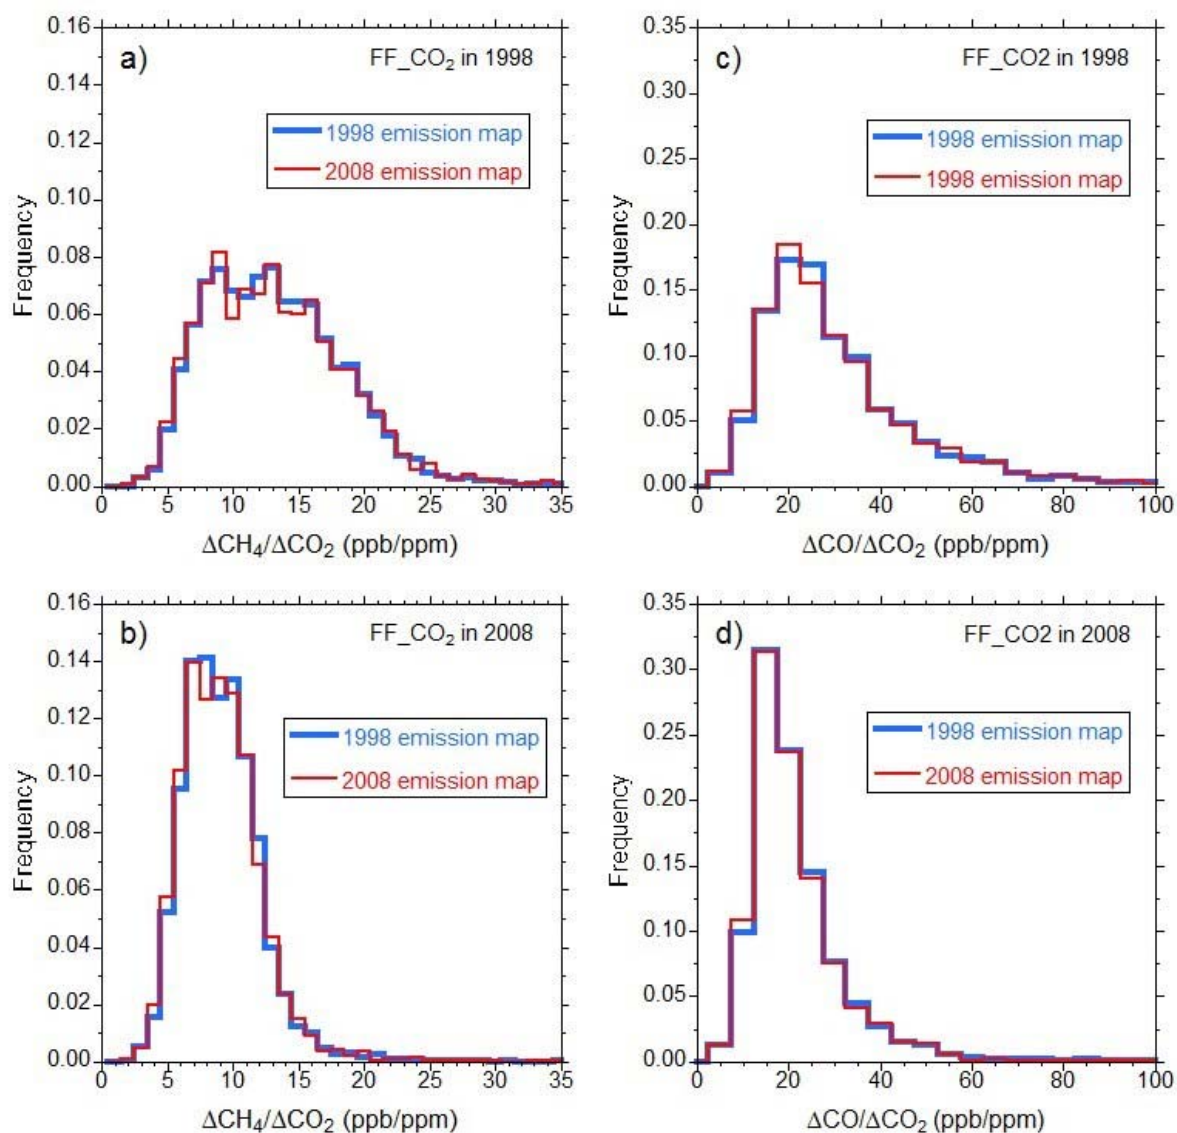 a)
FF_CO₂ in 1998
1998 emission map
2008 emission map
Frequency
0.16
0.14
0.12
0.10
0.08
0.06
0.04
0.02
0.00
0 5 10 15 20 25 30 35
ΔCH₄/ΔCO₂ (ppb/ppm)
c)
FF_CO2 in 1998
1998 emission map
1998 emission map
Frequency
0.35
0.30
0.25
0.20
0.15
0.10
0.05
0.00
0 20 40 60 80 100
ΔCO/ΔCO₂ (ppb/ppm)
b)
FF_CO₂ in 2008
1998 emission map
2008 emission map
Frequency
0.16
0.14
0.12
0.10
0.08
0.06
0.04
0.02
0.00
0 5 10 15 20 25 30 35
ΔCH₄/ΔCO₂ (ppb/ppm)
d)
FF_CO2 in 2008
1998 emission map
2008 emission map
Frequency
0.35
0.30
0.25
0.20
0.15
0.10
0.05
0.00
0 20 40 60 80 100
ΔCO/ΔCO₂ (ppb/ppm)